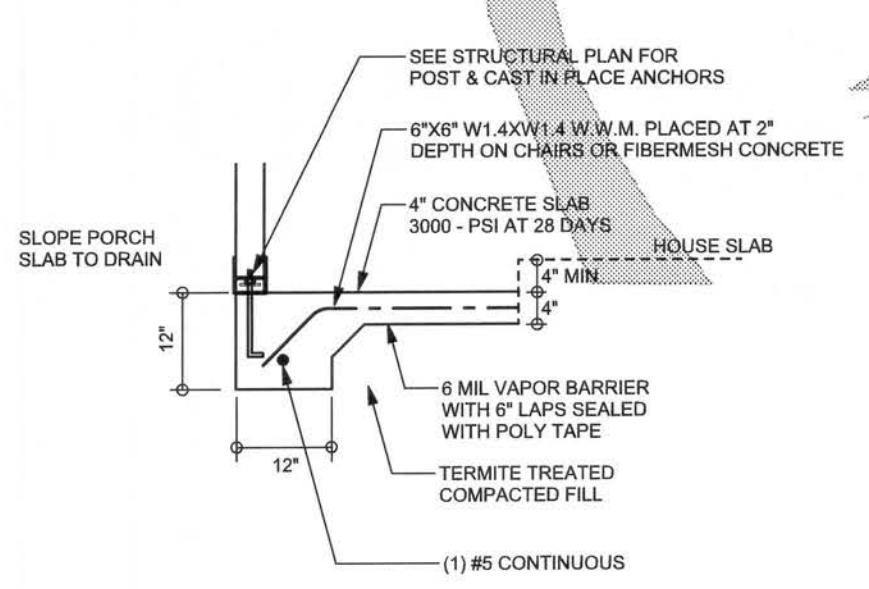 SEE STRUCTURAL PLAN FOR
POST & CAST IN PLACE ANCHORS
6"X6" W1.4XW1.4 W.W.M. PLACED AT 2"
DEPTH ON CHAIRS OR FIBERMESH CONCRETE
4" CONCRETE SLAB
3000 - PSI AT 28 DAYS
SLOPE PORCH
SLAB TO DRAIN
HOUSE SLAB
4" MIN
4"
12"
12"
6 MIL VAPOR BARRIER
WITH 6" LAPS SEALED
WITH POLY TAPE
TERMITE TREATED
COMPACTED FILL
(1) #5 CONTINUOUS